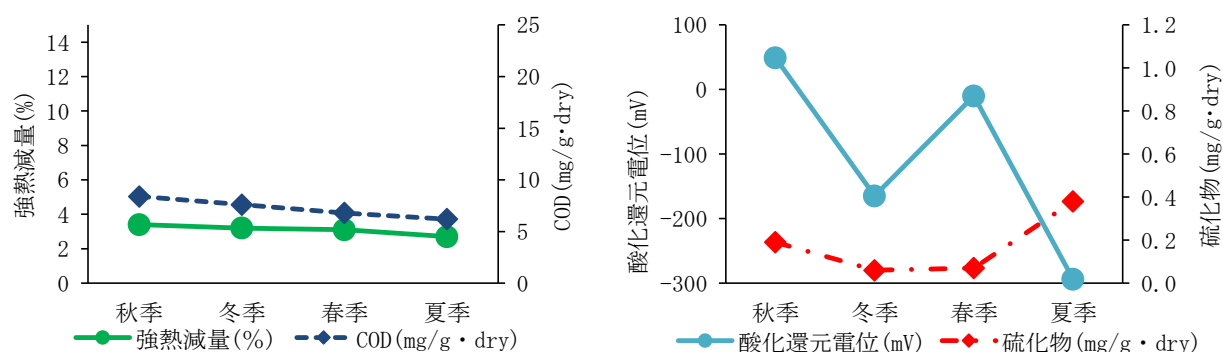 強熱減量(%)
14
12
10
8
6
4
2
0
25
20
15
10
5
0
COD(mg/g・dry)
秋季
冬季
春季
夏季
強熱減量(%)
COD(mg/g・dry)
酸化還元電位(mV)
100
0
-100
-200
-300
1.2
1.0
0.8
0.6
0.4
0.2
0.0
硫化物(mg/g・dry)
秋季
冬季
春季
夏季
酸化還元電位(mV)
硫化物(mg/g・dry)